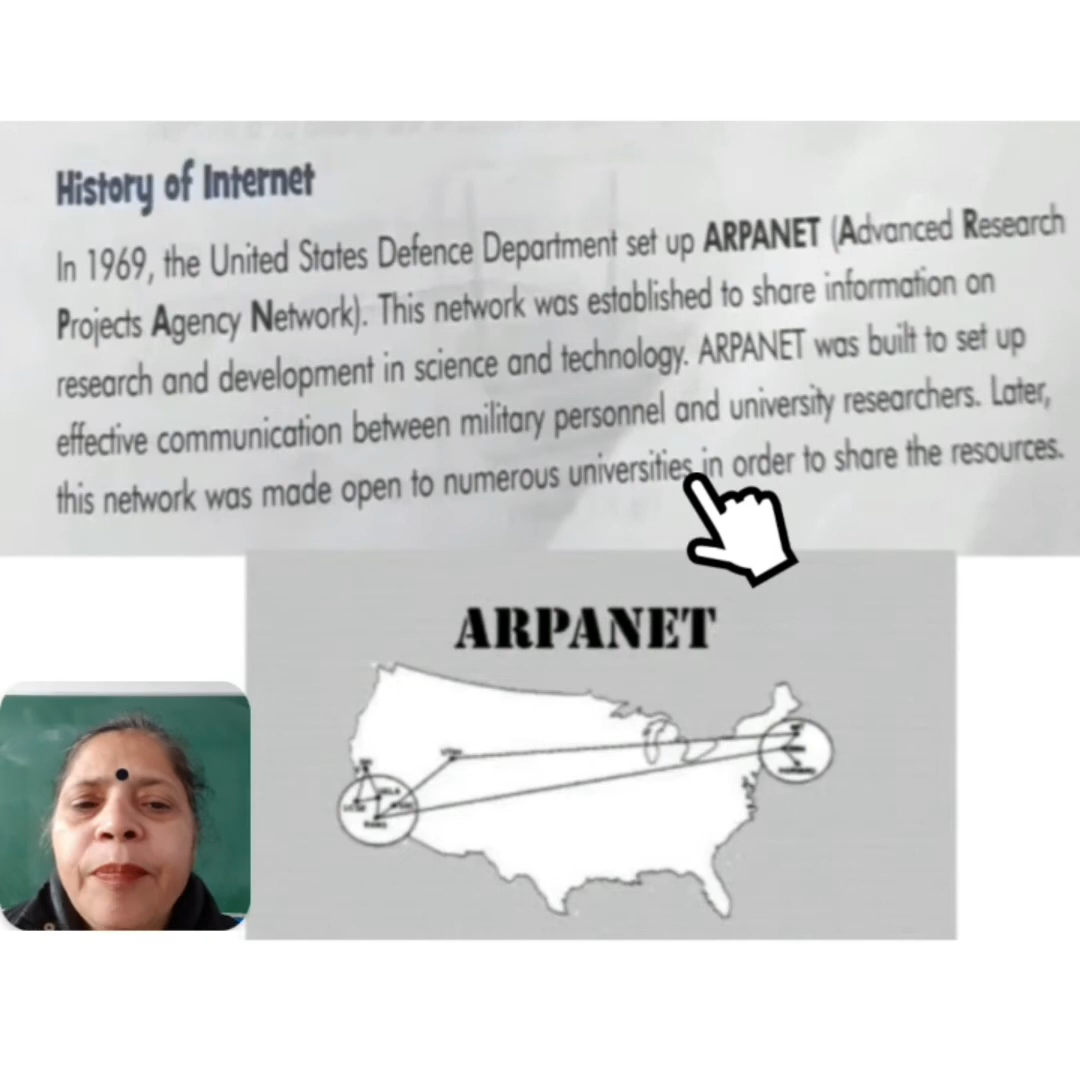 History of Internet
In 1969, the United States Defence Department set up ARPANET (Advanced Research
Projects Agency Network). This network was established to share information on
research and development in science and technology. ARPANET was built to set up
effective communication between military personnel and university researchers. Later,
this network was made open to numerous universities in order to share the resources.
ARPANET